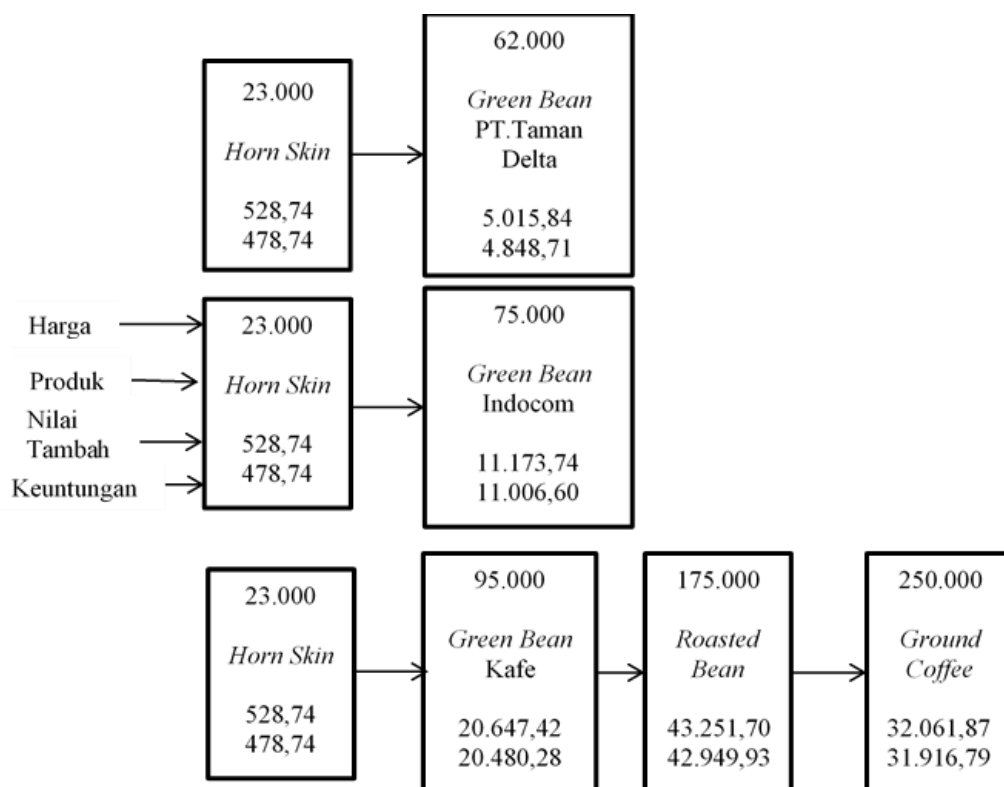 23.000
Horn Skin
528,74
478,74
62.000
Green Bean
PT.Taman
Delta
5.015,84
4.848,71
Harga
Produk
Nilai
Tambah
Keuntungan
23.000
Horn Skin
528,74
478,74
75.000
Green Bean
Indocom
11.173,74
11.006,60
23.000
Horn Skin
528,74
478,74
95.000
Green Bean
Kafe
20.647,42
20.480,28
175.000
Roasted
Bean
43.251,70
42.949,93
250.000
Ground
Coffee
32.061,87
31.916,79